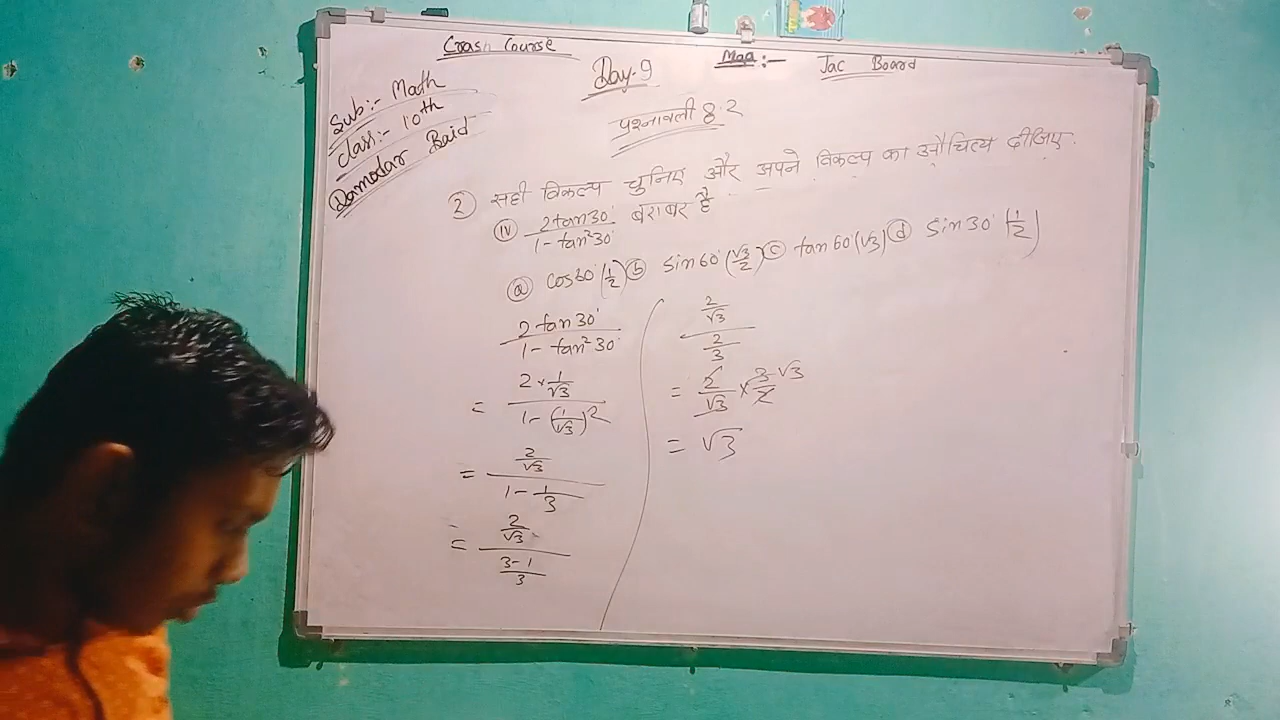 Crash Course
Day-9
Maa:-
Jac Board
Sub:- Math
Class:- 10th
Damodar Baid
प्रश्नावली 8.2
② सही विकल्प चुनिए और अपने विकल्प का औचित्य दीजिए.
(iv) 2tan30°/1-tan²30° बराबर है
ⓐ cos60°(1/2) ⓑ sin60°(√3/2) ⓒ tan60°(√3) ⓓ sin30°(1/2)
2tan30°/1-tan²30°
= 2×1/√3 / 1-(1/√3)²
= 2/√3 / 1-1/3
= 2/√3 / 3-1/3
2/√3 / 2/3
= 2/√3 × 3/2 √3
= √3